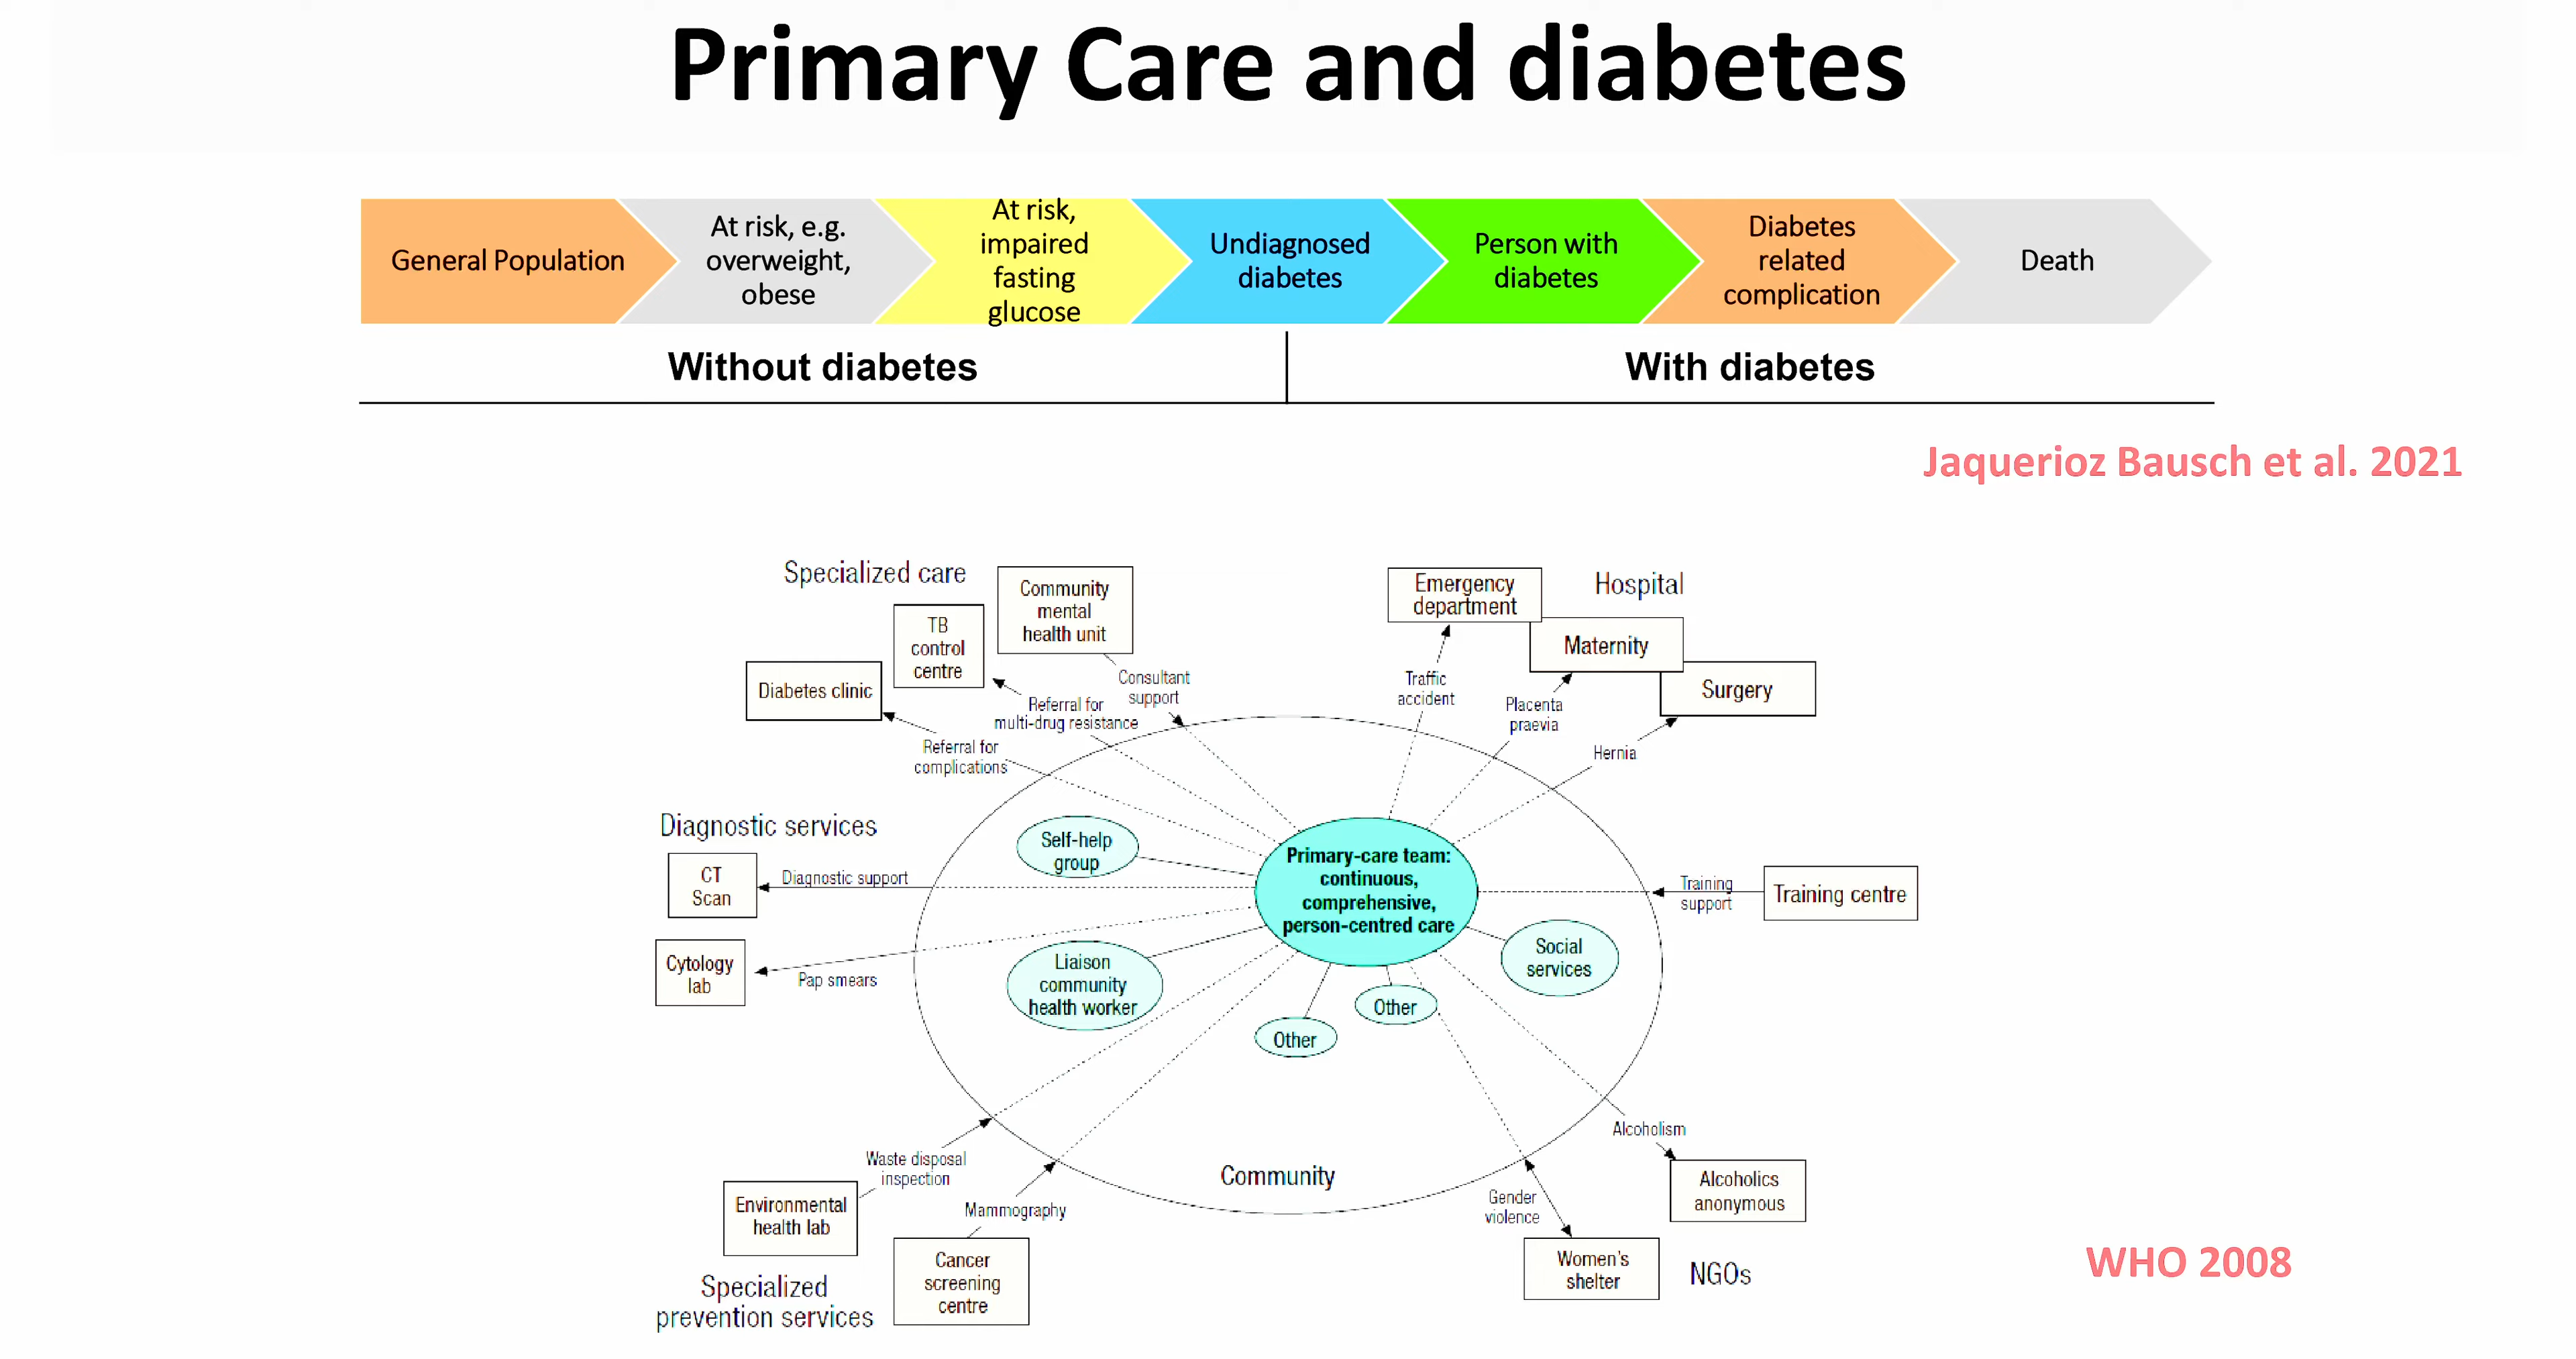 Primary Care and diabetes
General Population
At risk, e.g.
overweight,
obese
At risk,
impaired
fasting
glucose
Undiagnosed
diabetes
Person with
diabetes
Diabetes
related
complication
Death
Without diabetes
With diabetes
Jaquerioz Bausch et al. 2021
Specialized care
Community
mental
health unit
TB
control
centre
Diabetes clinic
Consultant
support
Referral for
multi-drug resistance
Referral for
complications
Emergency
department
Hospital
Maternity
Surgery
Traffic
accident
Placenta
praevia
Hernia
Diagnostic services
CT
Scan
Diagnostic support
Cytology
lab
Pap smears
Self-help
group
Primary-care team:
continuous,
comprehensive,
person-centred care
Training
support
Training centre
Liaison
community
health worker
Social
services
Other
Other
Community
Waste disposal
inspection
Environmental
health lab
Mammography
Cancer
screening
centre
Specialized
prevention services
Alcoholism
Alcoholics
anonymous
Gender
violence
Women's
shelter
NGOs
WHO 2008